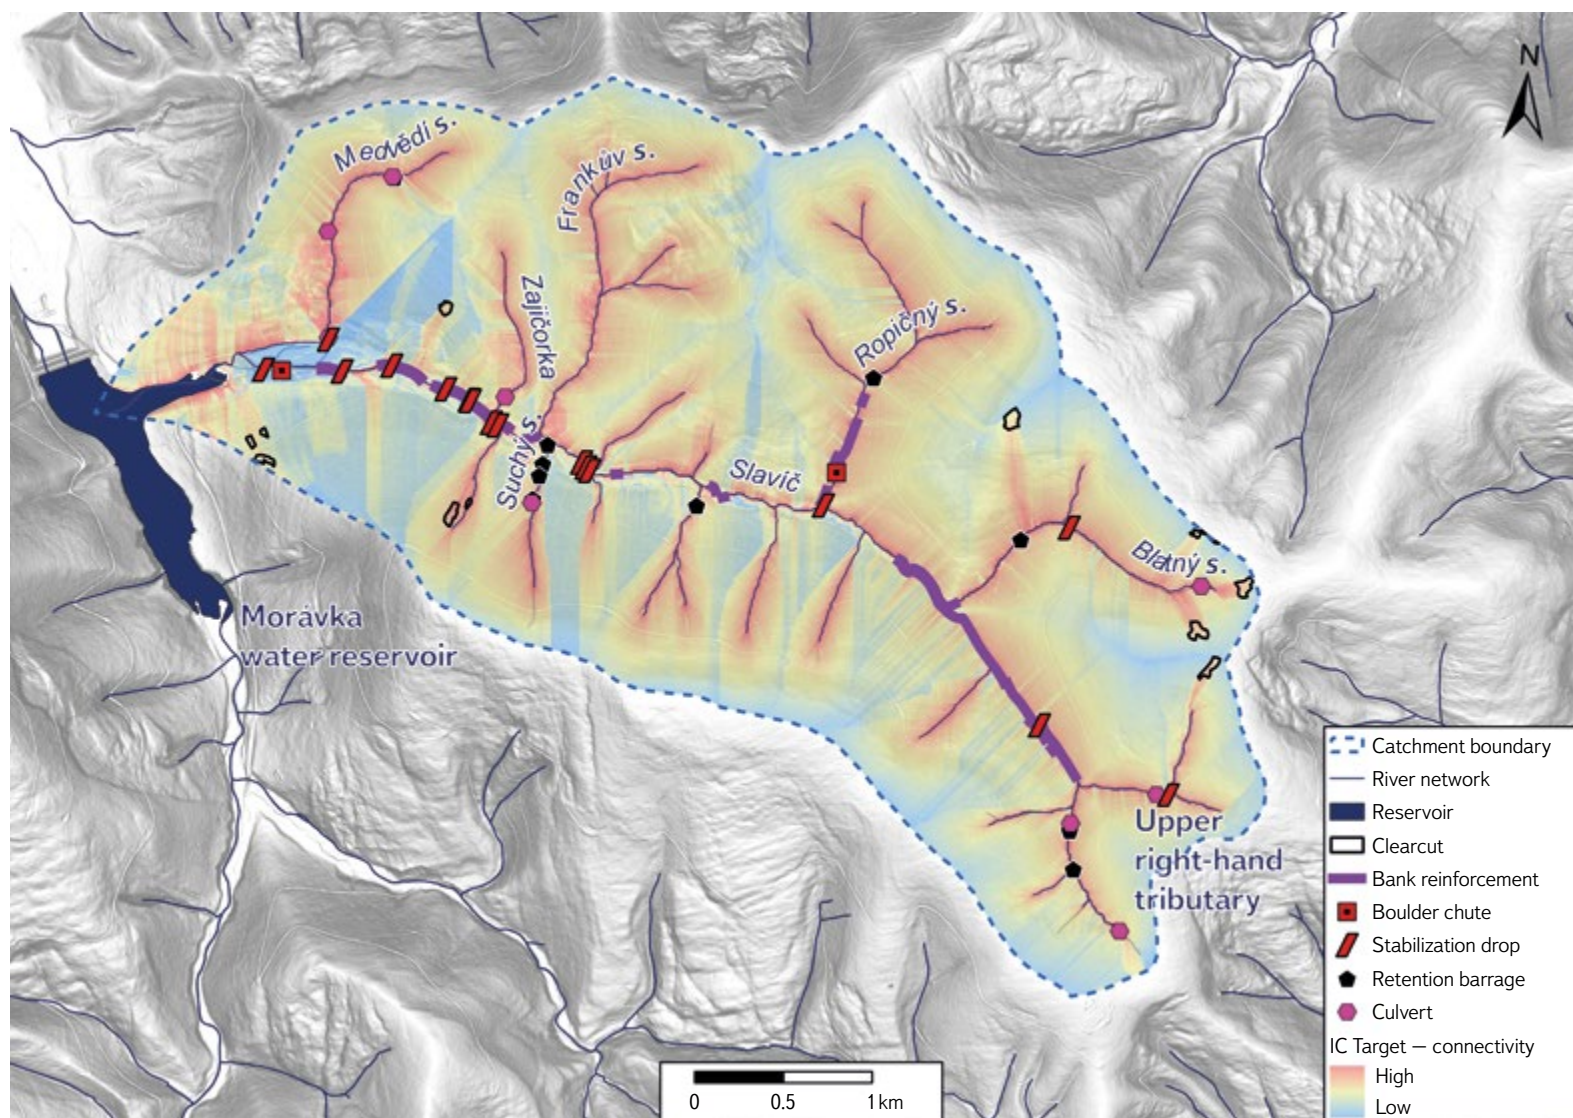 N
Medvědí s.
Frankův s.
Zajičorka
Ropičný s.
Suchý s.
Slavíč
Blatný s.
Morávka
water reservoir
Upper
right-hand
tributary
Catchment boundary
River network
Reservoir
Clearcut
Bank reinforcement
Boulder chute
Stabilization drop
Retention barrage
Culvert
IC Target – connectivity
High
Low
0 0.5 1 km